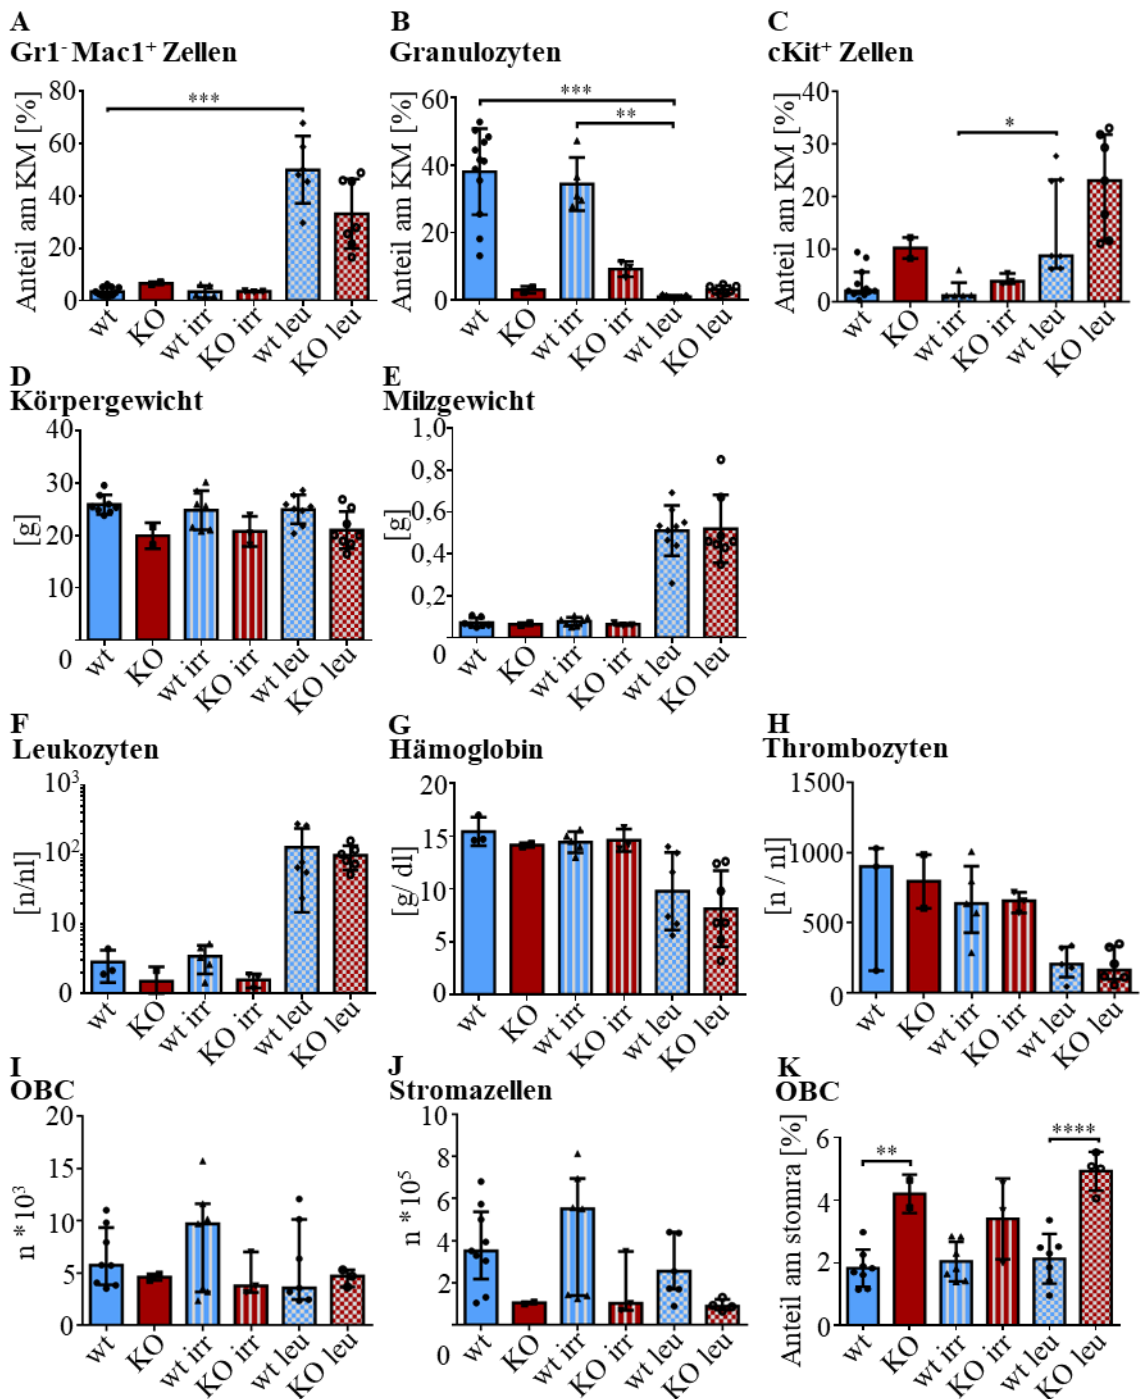 A
Gr1⁻ Mac1⁺ Zellen
Anteil am KM [%]
80
60
40
20
0
***
wt
KO
wt irr
KO irr
wt leu
KO leu
B
Granulozyten
Anteil am KM [%]
60
40
20
0
***
**
wt
KO
wt irr
KO irr
wt leu
KO leu
C
cKit⁺ Zellen
Anteil am KM [%]
40
30
20
10
0
*
wt
KO
wt irr
KO irr
wt leu
KO leu
D
Körpergewicht
[g]
40
30
20
10
0
wt
KO
wt irr
KO irr
wt leu
KO leu
E
Milzgewicht
[g]
1,0
0,8
0,6
0,4
0,2
0
wt
KO
wt irr
KO irr
wt leu
KO leu
F
Leukozyten
[n/nl]
10³
10²
10
0
wt
KO
wt irr
KO irr
wt leu
KO leu
G
Hämoglobin
[g/ dl]
20
15
10
5
0
wt
KO
wt irr
KO irr
wt leu
KO leu
H
Thrombozyten
[n / nl]
1500
1000
500
0
wt
KO
wt irr
KO irr
wt leu
KO leu
I
OBC
n *10³
20
15
10
5
0
wt
KO
wt irr
KO irr
wt leu
KO leu
J
Stromazellen
n *10⁵
10
8
6
4
2
0
wt
KO
wt irr
KO irr
wt leu
KO leu
K
OBC
Anteil am stomra [%]
6
4
2
0
**
****
wt
KO
wt irr
KO irr
wt leu
KO leu